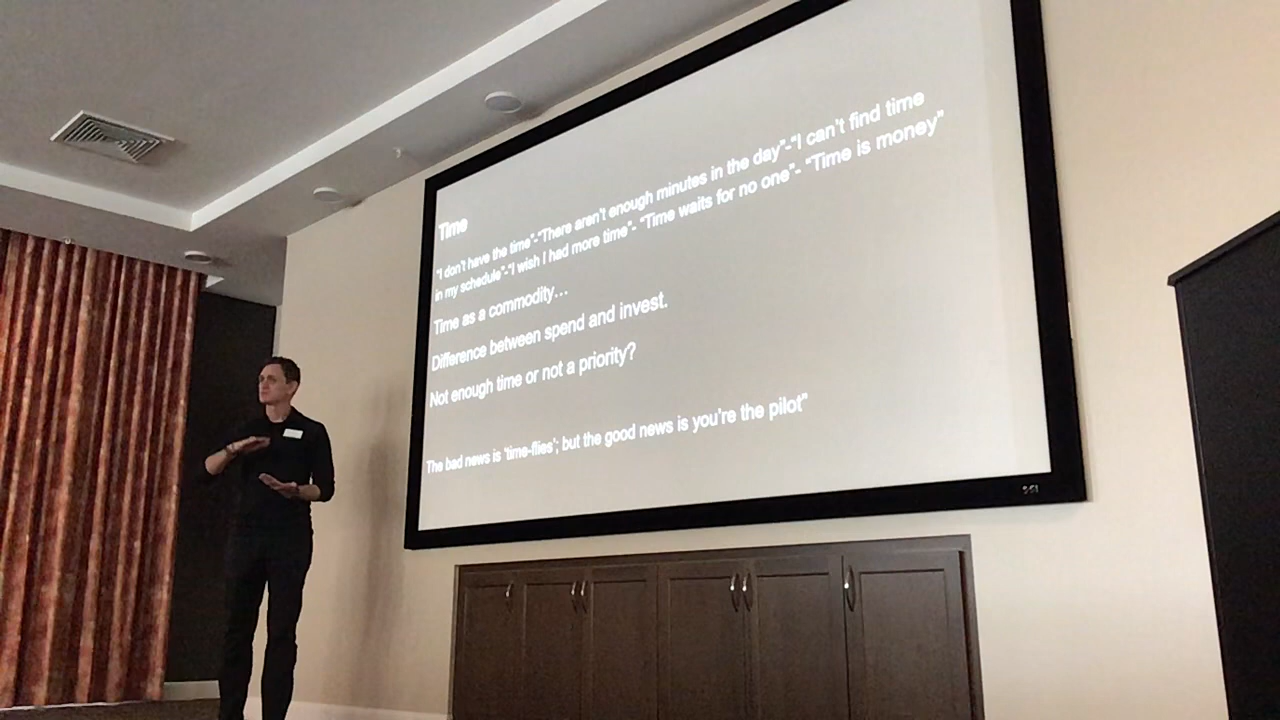 Time
"I don't have the time"-"There aren't enough minutes in the day"-"I can't find time
in my schedule"-"I wish I had more time"- "Time waits for no one"- "Time is money"
Time as a commodity…
Difference between spend and invest.
Not enough time or not a priority?
The bad news is 'time-flies'; but the good news is you're the pilot"